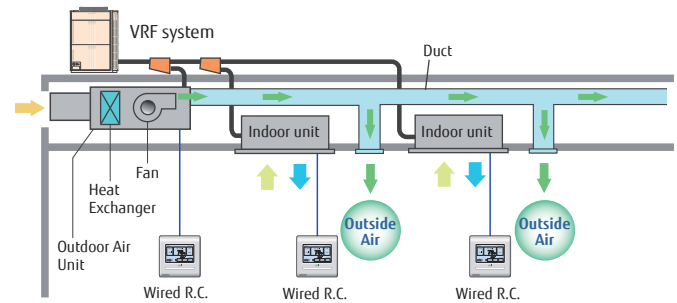 VRF system
Duct
Indoor unit
Indoor unit
Fan
Heat
Exchanger
Outdoor Air
Unit
Outside
Air
Outside
Air
Wired R.C.
Wired R.C.
Wired R.C.